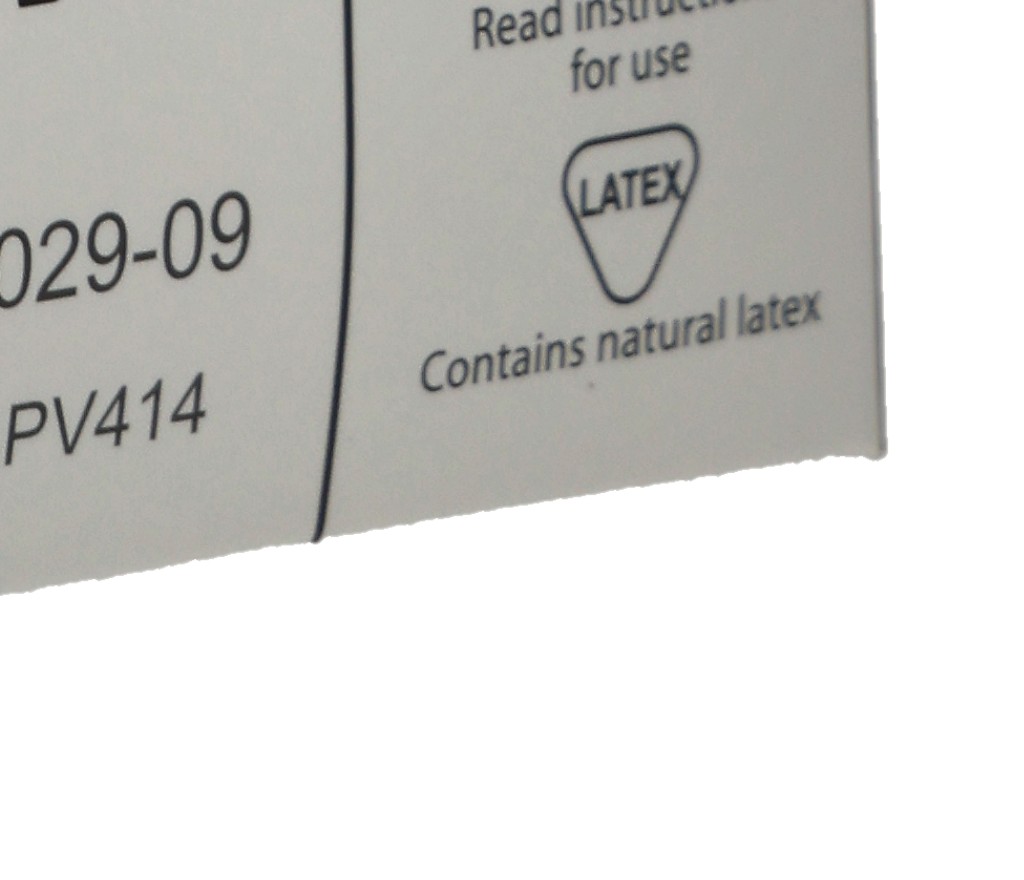 029-09
PV414
Read
for use
LATEX
Contains natural latex